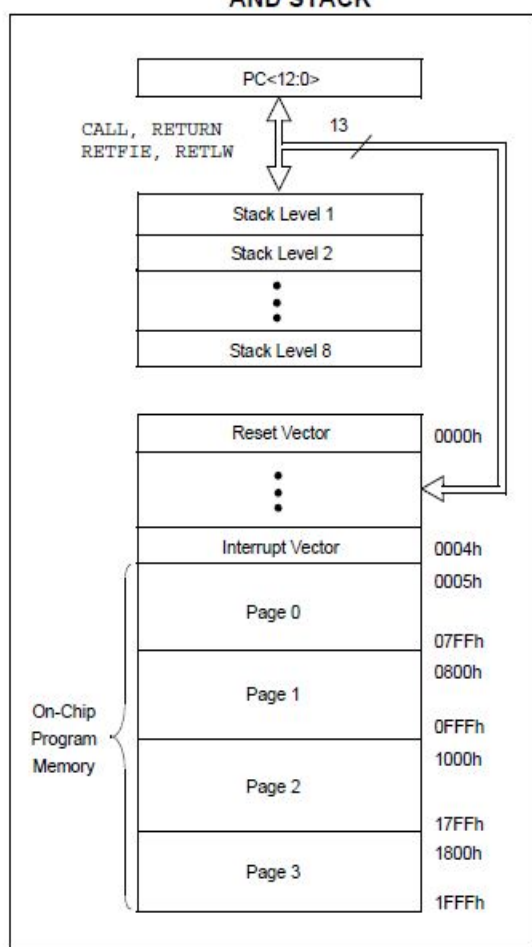 AND STACK
PC<12:0>
CALL, RETURN
RETFIE, RETLW
13
Stack Level 1
Stack Level 2
Stack Level 8
Reset Vector
0000h
Interrupt Vector
0004h
0005h
Page 0
07FFh
0800h
Page 1
0FFFh
On-Chip
Program
Memory
1000h
Page 2
17FFh
1800h
Page 3
1FFFh